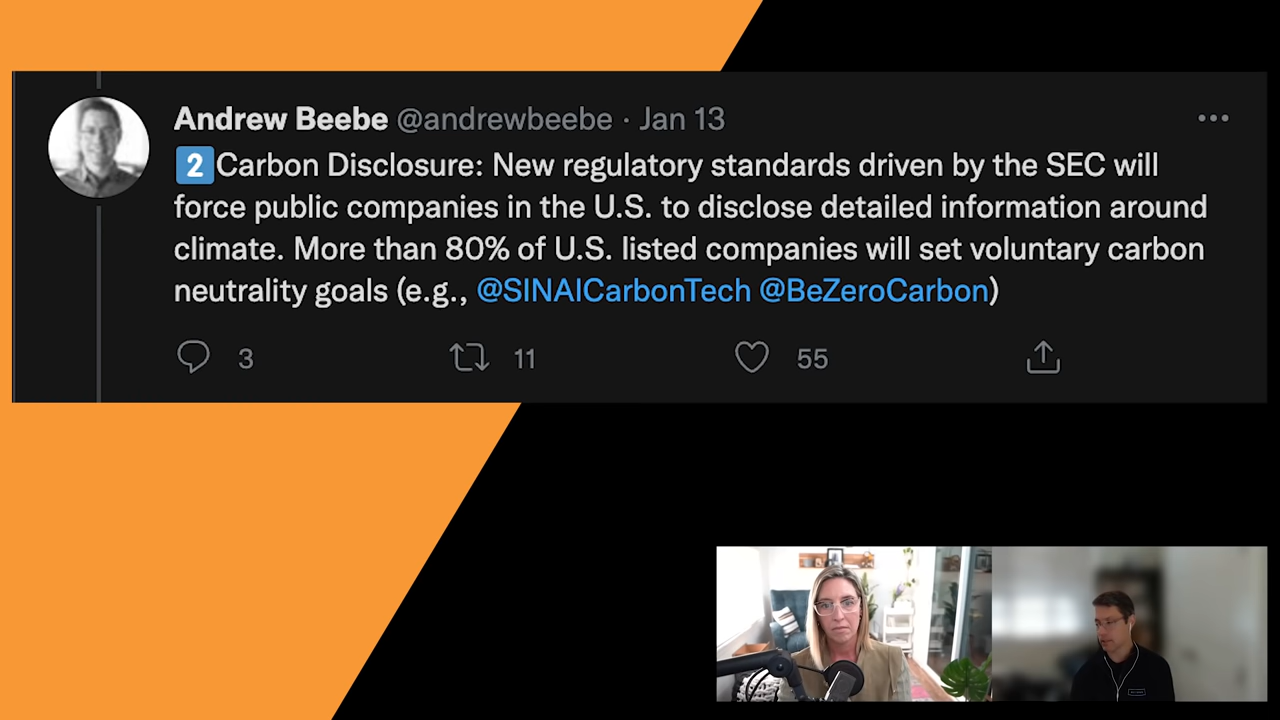 Andrew Beebe @andrewbeebe · Jan 13
2 Carbon Disclosure: New regulatory standards driven by the SEC will
force public companies in the U.S. to disclose detailed information around
climate. More than 80% of U.S. listed companies will set voluntary carbon
neutrality goals (e.g., @SINAICarbonTech @BeZeroCarbon)
3 11 55